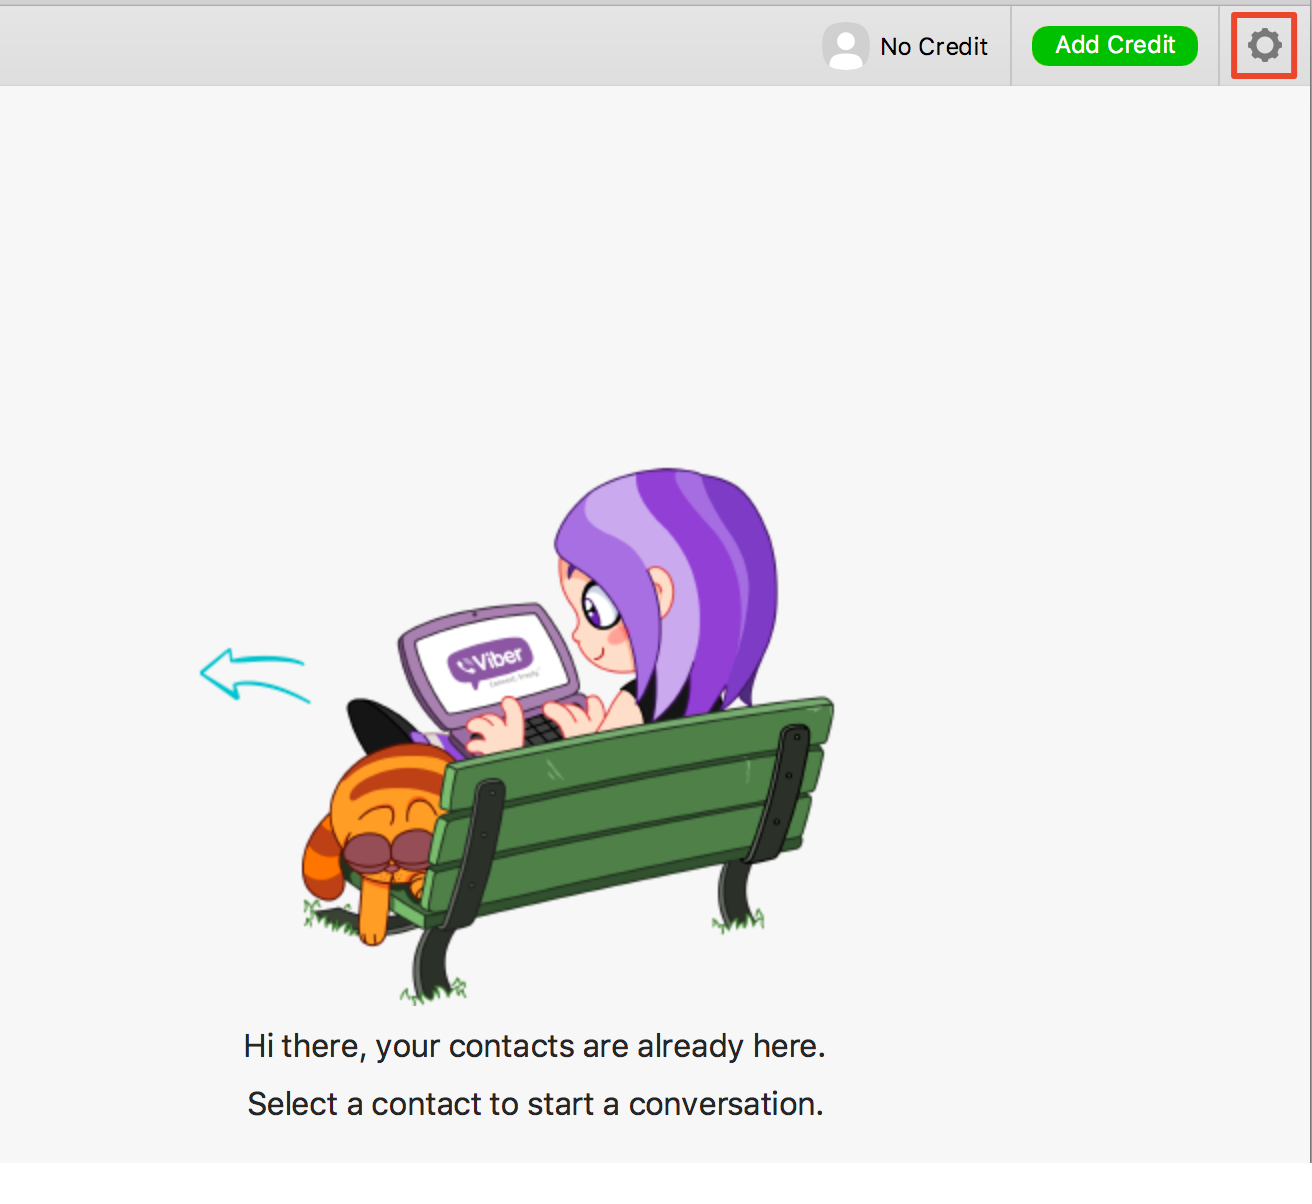 No Credit
Add Credit
Viber
Connect. Freely.
Hi there, your contacts are already here.
Select a contact to start a conversation.